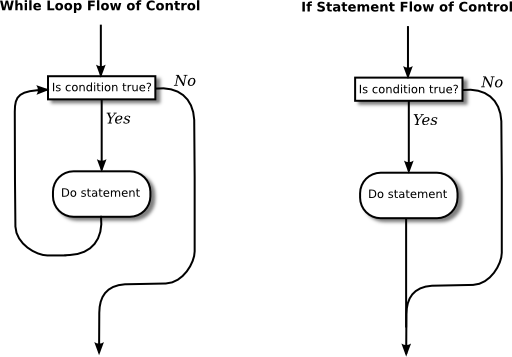 While Loop Flow of Control
Is condition true?
No
Yes
Do statement
If Statement Flow of Control
Is condition true?
No
Yes
Do statement